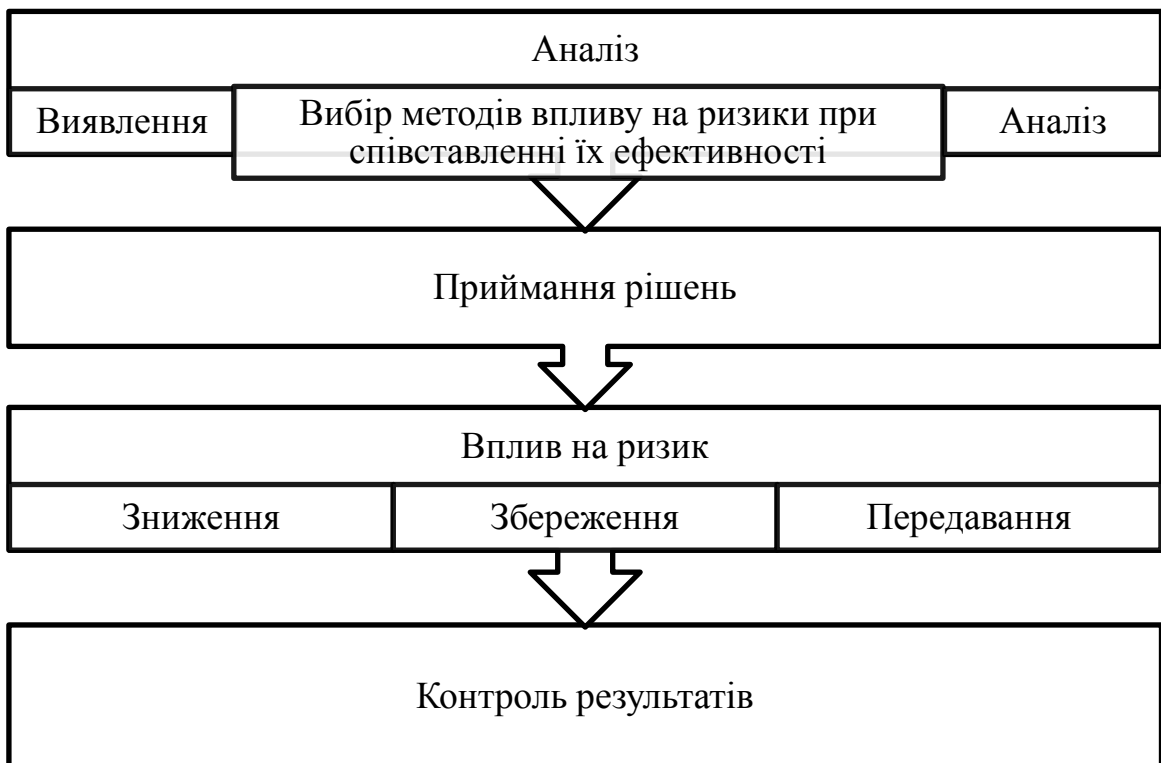 Аналіз
Виявлення
Вибір методів впливу на ризики при
співставленні їх ефективності
Аналіз
Приймання рішень
Вплив на ризик
Зниження
Збереження
Передавання
Контроль результатів